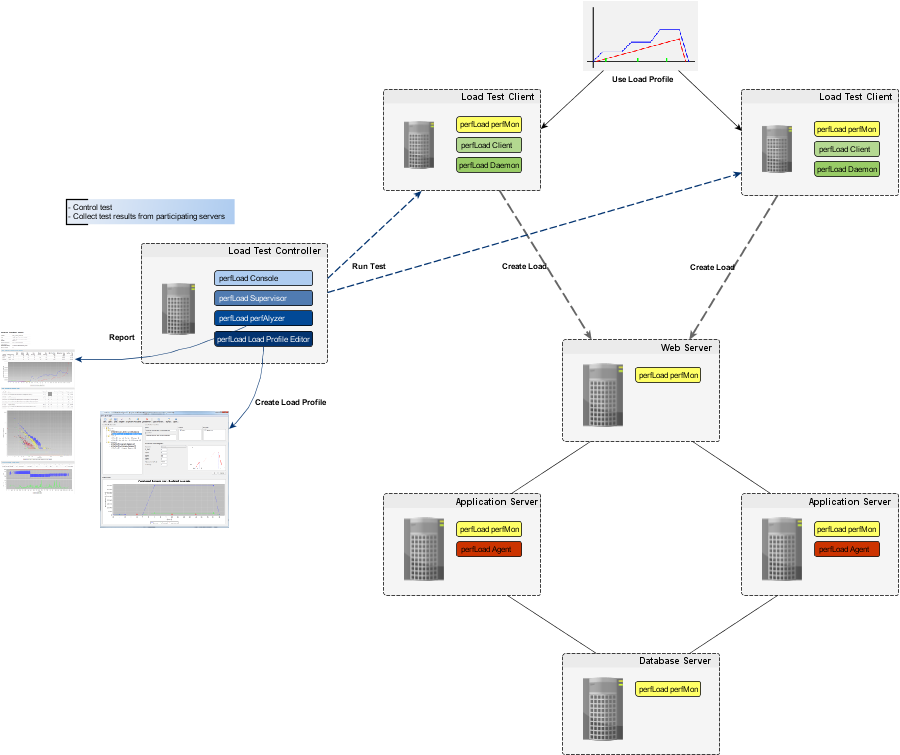 Use Load Profile
Load Test Client
perfLoad perfMon
perfLoad Client
perfLoad Daemon
Load Test Client
perfLoad perfMon
perfLoad Client
perfLoad Daemon
- Control test
- Collect test results from participating servers
Load Test Controller
perfLoad Console
perfLoad Supervisor
perfLoad perfAlyzer
perfLoad Load Profile Editor
Run Test
Create Load
Create Load
Report
Create Load Profile
Web Server
perfLoad perfMon
Application Server
perfLoad perfMon
perfLoad Agent
Application Server
perfLoad perfMon
perfLoad Agent
Database Server
perfLoad perfMon